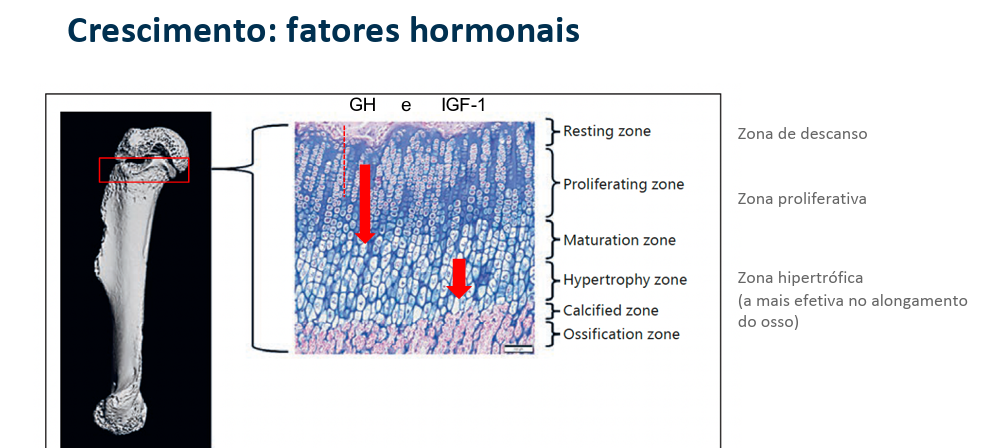 Crescimento: fatores hormonais
GH e IGF-1
Resting zone
Proliferating zone
Maturation zone
Hypertrophy zone
Calcified zone
Ossification zone
Zona de descanso
Zona proliferativa
Zona hipertrófica
(a mais efetiva no alongamento
do osso)